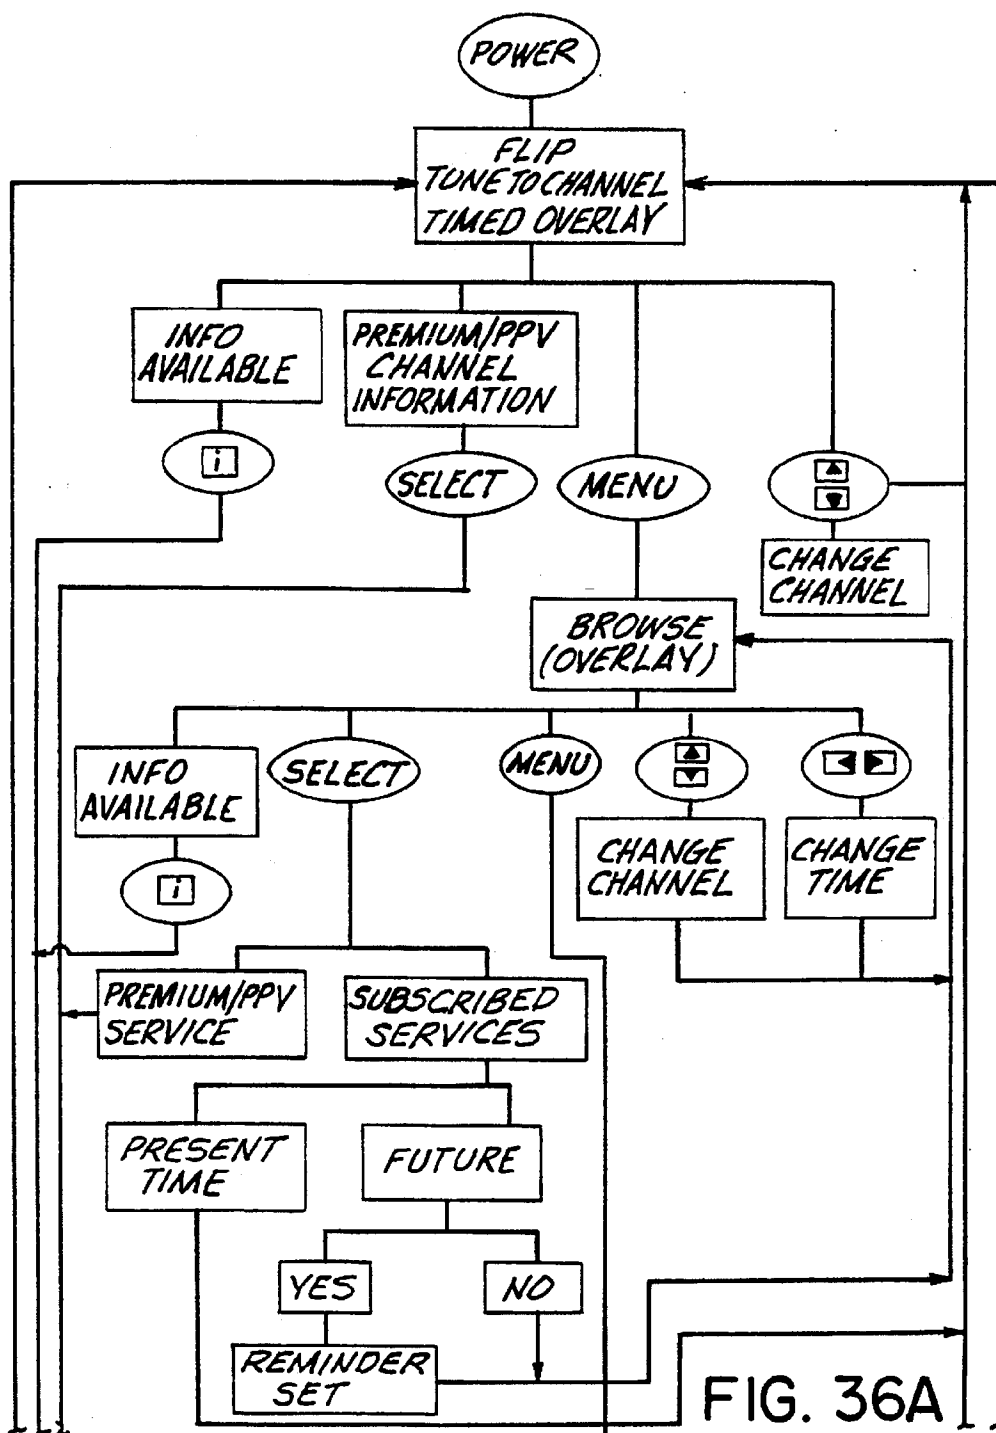 POWER
FLIP
TUNE TO CHANNEL
TIMED OVERLAY
INFO
AVAILABLE
PREMIUM/PPV
CHANNEL
INFORMATION
i
SELECT
MENU
CHANGE
CHANNEL
BROWSE
(OVERLAY)
INFO
AVAILABLE
SELECT
MENU
CHANGE
CHANNEL
CHANGE
TIME
i
PREMIUM/PPV
SERVICE
SUBSCRIBED
SERVICES
PRESENT
TIME
FUTURE
YES
NO
REMINDER
SET
FIG. 36A